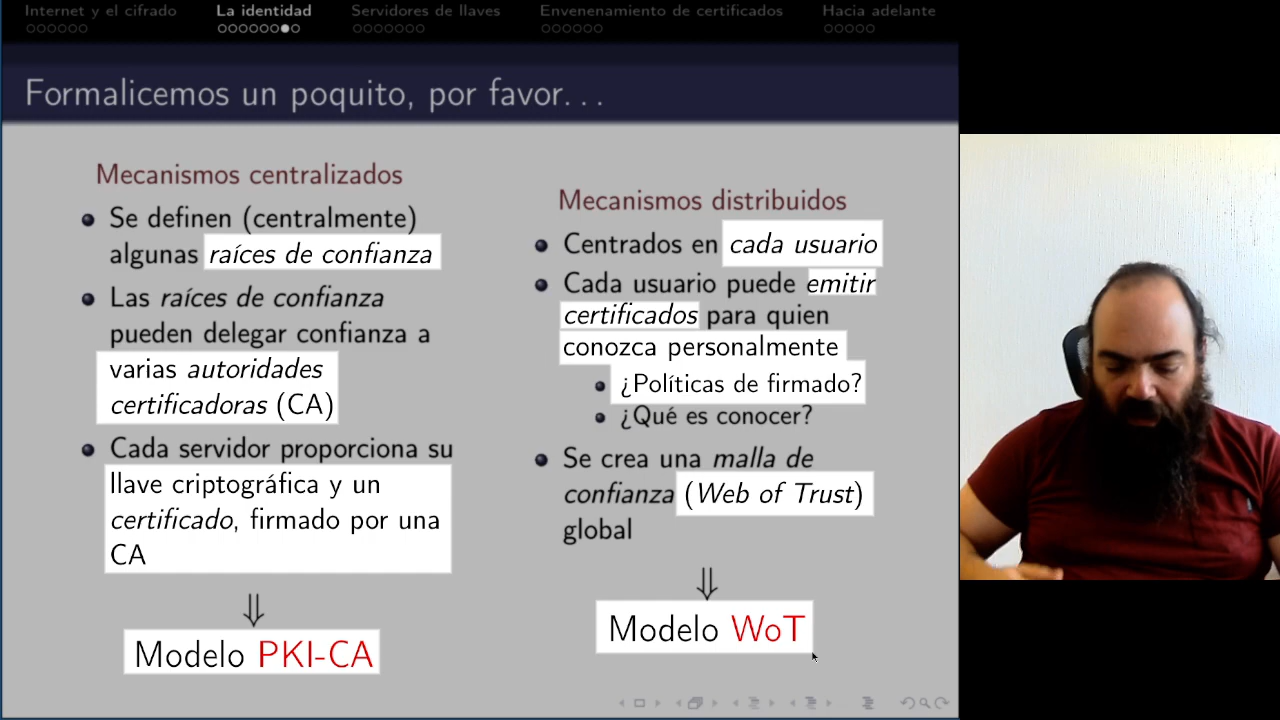 Internet y el cifrado
La identidad
Servidores de llaves
Envenenamiento de certificados
Hacia adelante
Formalicemos un poquito, por favor. . .
Mecanismos centralizados
Se definen (centralmente)
algunas raíces de confianza
Las raíces de confianza
pueden delegar confianza a
varias autoridades
certificadoras (CA)
Cada servidor proporciona su
llave criptográfica y un
certificado, firmado por una
CA
⇓
Modelo PKI-CA
Mecanismos distribuidos
Centrados en cada usuario
Cada usuario puede emitir
certificados para quien
conozca personalmente
¿Políticas de firmado?
¿Qué es conocer?
Se crea una malla de
confianza (Web of Trust)
global
⇓
Modelo WoT